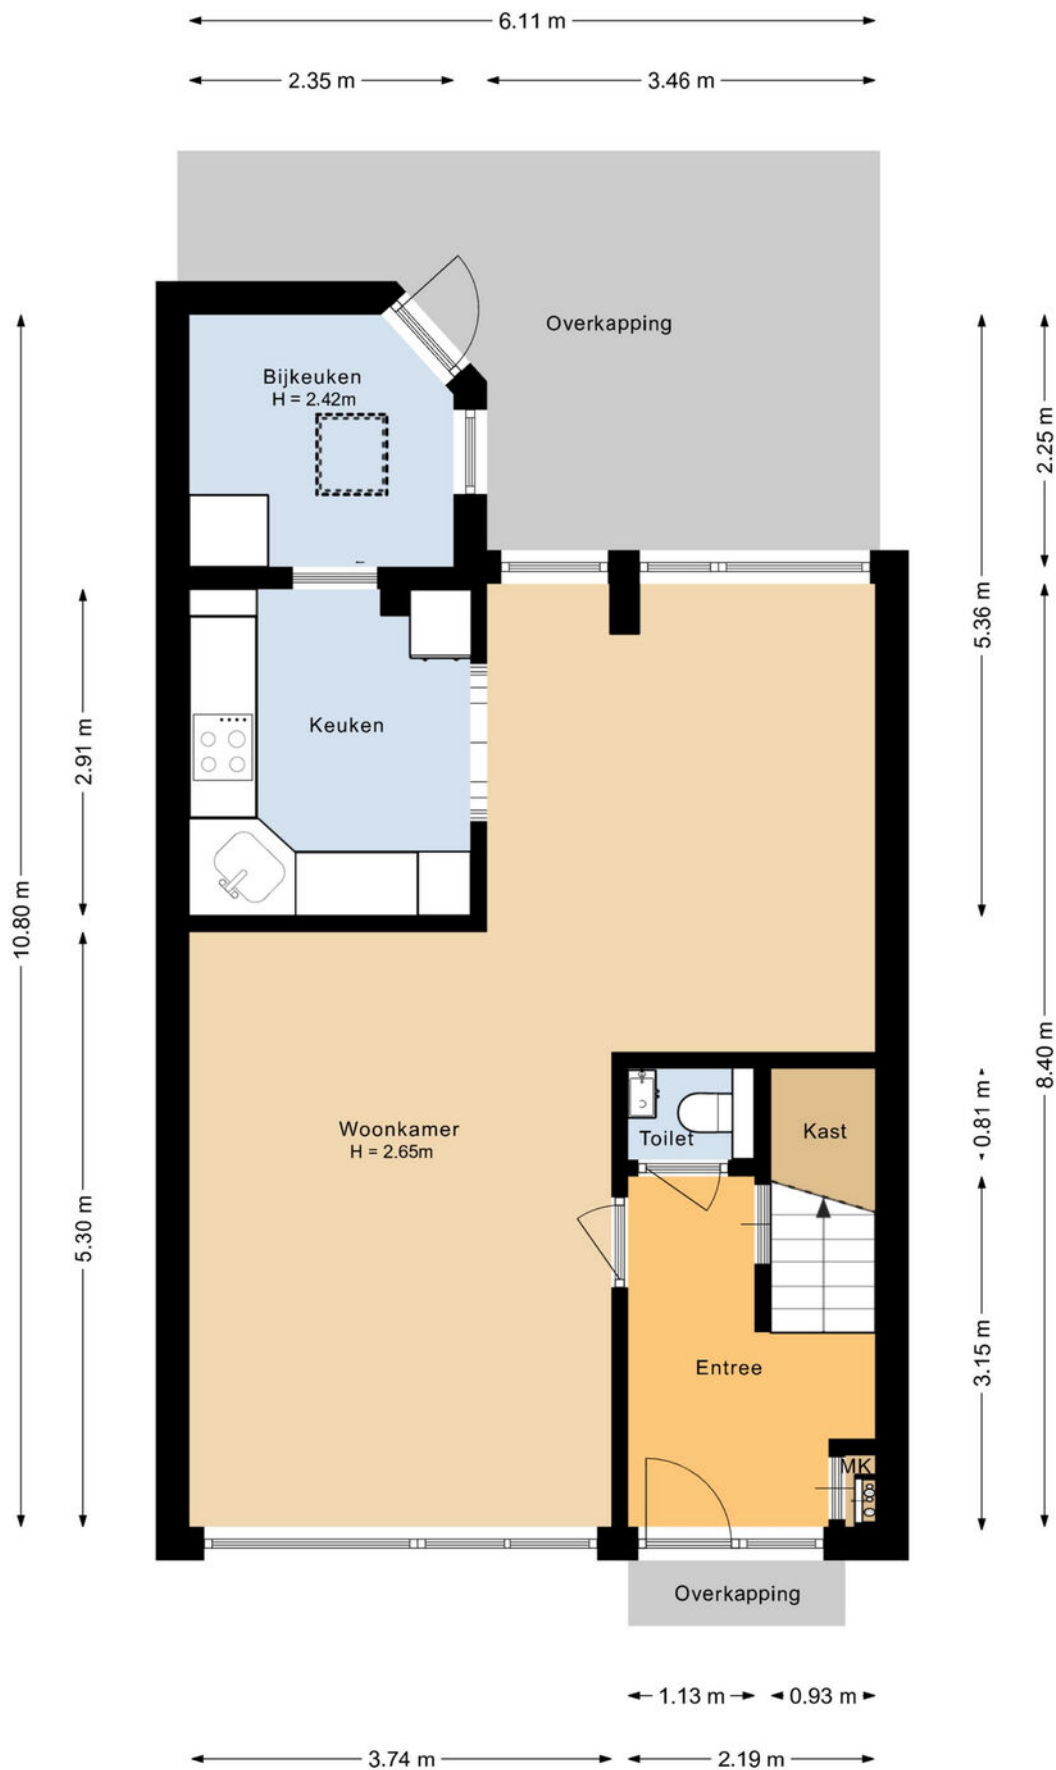 6.11 m
2.35 m
3.46 m
Overkapping
Bijkeuken
H = 2.42m
2.25 m
5.36 m
Keuken
2.91 m
10.80 m
8.40 m
Woonkamer
H = 2.65m
Toilet
Kast
0.81 m
5.30 m
3.15 m
Entree
MK
Overkapping
1.13 m
0.93 m
3.74 m
2.19 m